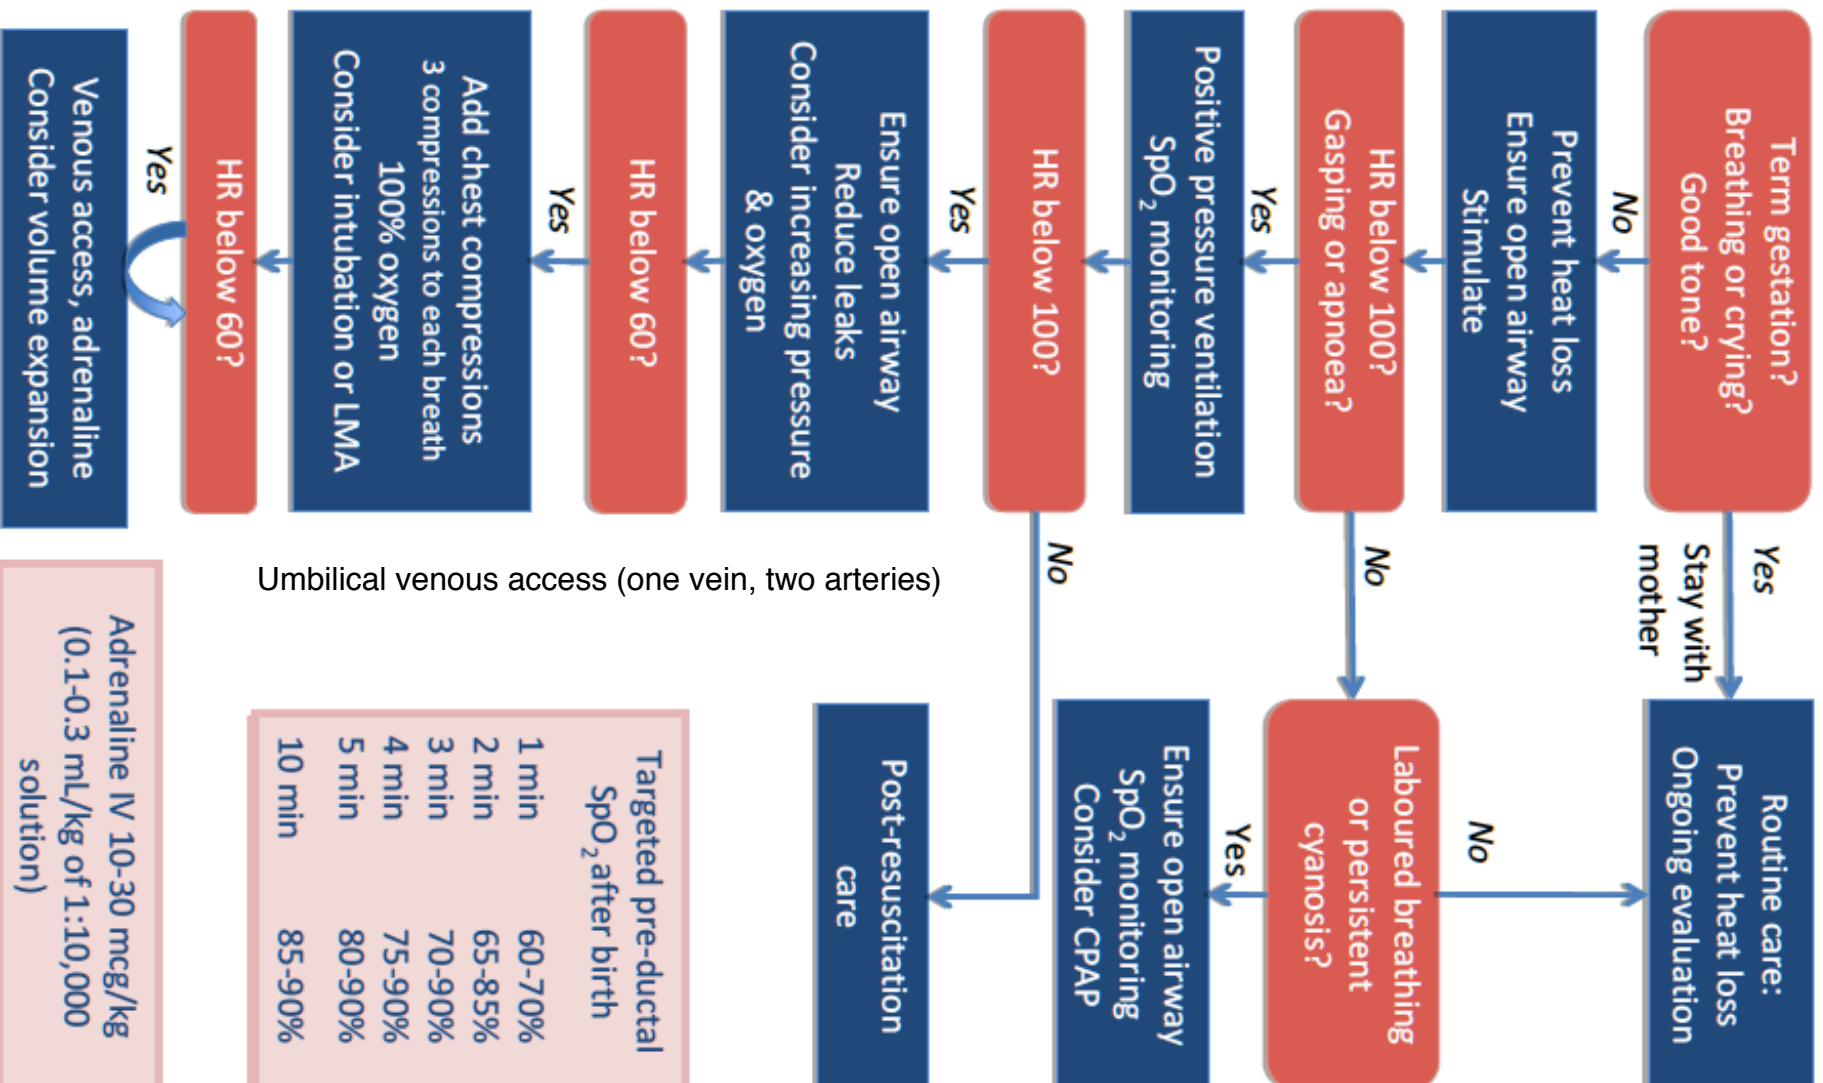 Term gestation?
Breathing or crying?
Good tone?
Yes
Stay with
mother
Routine care:
Prevent heat loss
Ongoing evaluation
No
Prevent heat loss
Ensure open airway
Stimulate
No
HR below 100?
Gasping or apnoea?
No
Laboured breathing
or persistent
cyanosis?
Yes
Yes
Positive pressure ventilation
SpO2 monitoring
Ensure open airway
SpO2 monitoring
Consider CPAP
HR below 100?
No
Yes
Ensure open airway
Reduce leaks
Consider increasing pressure
& oxygen
Post-resuscitation
care
HR below 60?
Yes
Add chest compressions
3 compressions to each breath
100% oxygen
Consider intubation or LMA
Umbilical venous access (one vein, two arteries)
Targeted pre-ductal
SpO2 after birth
1 min 60-70%
2 min 65-85%
3 min 70-90%
4 min 75-90%
5 min 80-90%
10 min 85-90%
HR below 60?
Yes
Venous access, adrenaline
Consider volume expansion
Adrenaline IV 10-30 mcg/kg
(0.1-0.3 mL/kg of 1:10,000
solution)